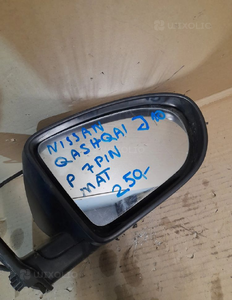 NISSAN
QASHQAI J
P 7PIN
MAT
250,-